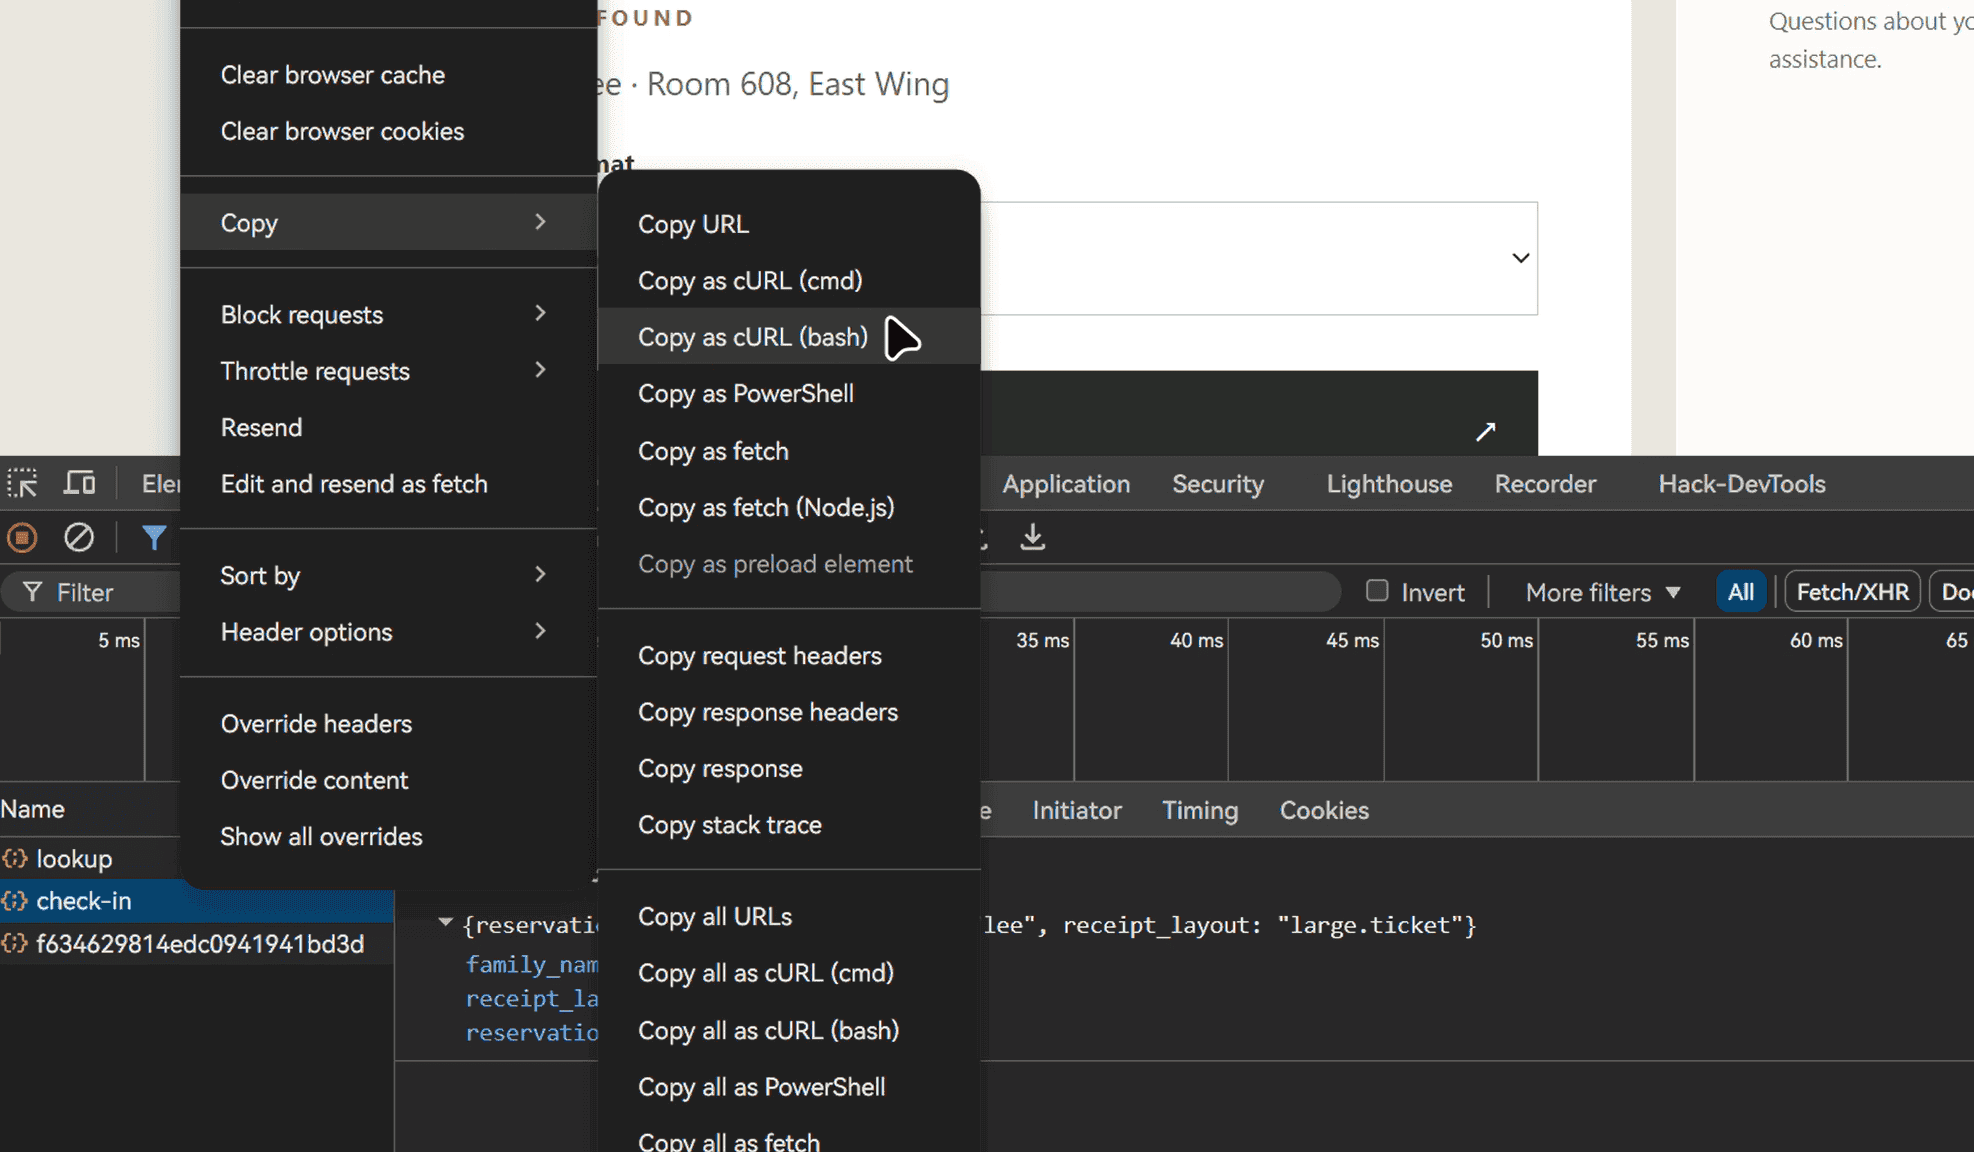 FOUND
Questions about
assistance.
Room 608, East Wing
Clear browser cache
Clear browser cookies
Copy
Block requests
Throttle requests
Resend
Edit and resend as fetch
Sort by
Header options
Override headers
Override content
Show all overrides
Copy URL
Copy as cURL (cmd)
Copy as cURL (bash)
Copy as PowerShell
Copy as fetch
Copy as fetch (Node.js)
Copy as preload element
Copy request headers
Copy response headers
Copy response
Copy stack trace
Copy all URLs
Copy all as cURL (cmd)
Copy all as cURL (bash)
Copy all as PowerShell
Copy all as fetch
Application Security Lighthouse Recorder Hack-DevTools
Filter
Invert More filters All Fetch/XHR
5 ms 35 ms 40 ms 45 ms 50 ms 55 ms 60 ms 65
Name
Initiator Timing Cookies
lookup
check-in
f634629814edc0941941bd3d
{reservati lee", receipt_layout: "large.ticket"}
family_nam
receipt_la
reservatio